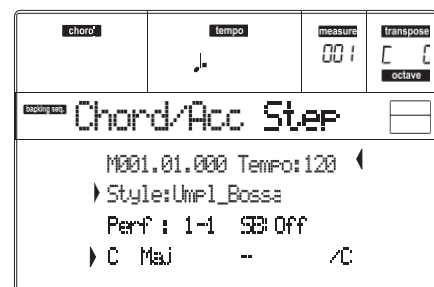 chord tempo measure transpose
001 C C
octave
backing seq. Chord/Acc Step
M001.01.000 Tempo:120
Style:Umpl_Bossa
Perf : 1-1 SB:Off
C Maj -- /C